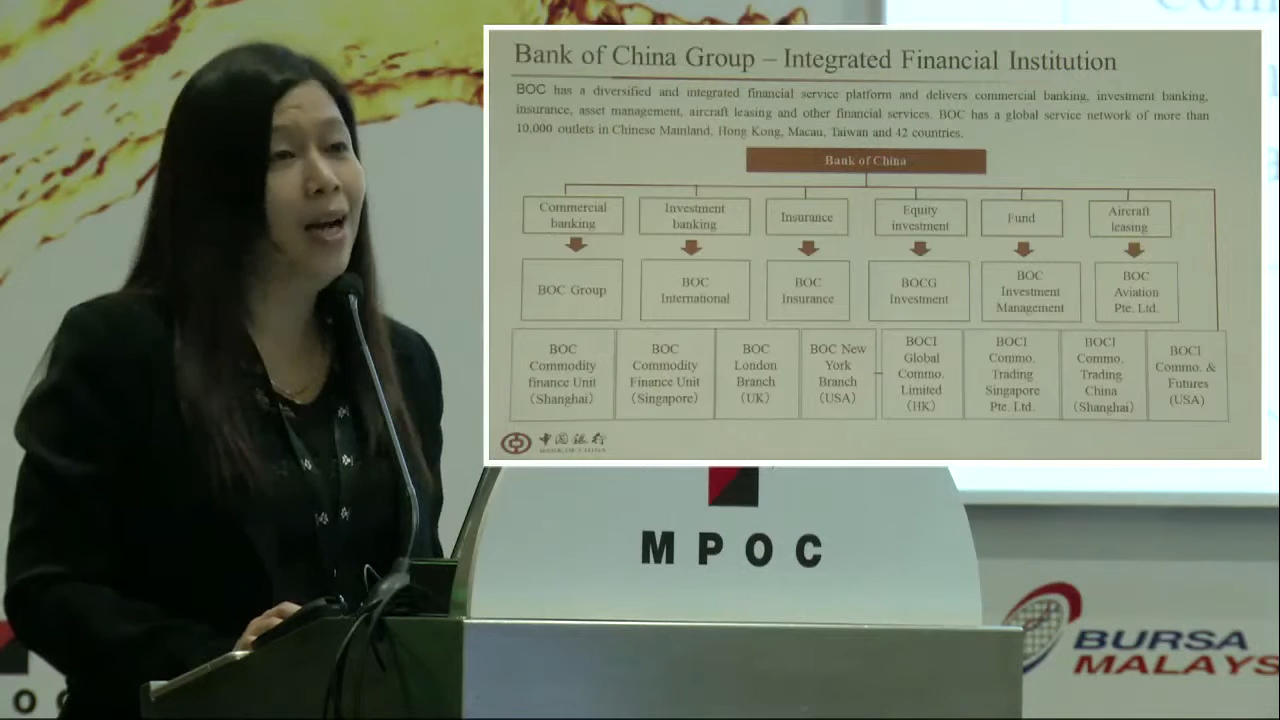 Bank of China Group – Integrated Financial Institution
BOC has a diversified and integrated financial service platform and delivers commercial banking, investment banking,
insurance, asset management, aircraft leasing and other financial services. BOC has a global service network of more than
10,000 outlets in Chinese Mainland, Hong Kong, Macau, Taiwan and 42 countries.
Bank of China
Commercial
banking
Investment
banking
Insurance
Equity
investment
Fund
Aircraft
leasing
BOC Group
BOC
International
BOC
Insurance
BOCG
Investment
BOC
Investment
Management
BOC
Aviation
Pte. Ltd.
BOC
Commodity
finance Unit
(Shanghai)
BOC
Commodity
Finance Unit
(Singapore)
BOC
London
Branch
(UK)
BOC New
York
Branch
(USA)
BOCI
Global
Commo.
Limited
(HK)
BOCI
Commo.
Trading
Singapore
Pte. Ltd.
BOCI
Commo.
Trading
China
(Shanghai)
BOCI
Commo. &
Futures
(USA)
中国银行
BANK OF CHINA
MPOC
BURSA
MALAYS